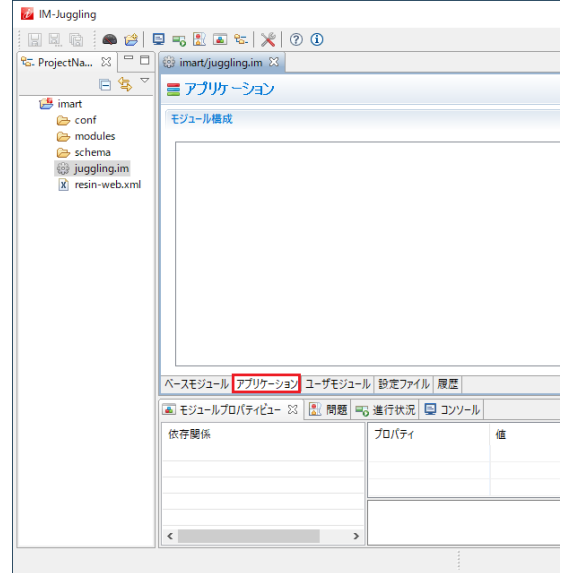 IM-Juggling
ProjectNa...
imart
conf
modules
schema
juggling.im
resin-web.xml
imart/juggling.im
アプリケーション
モジュール構成
ベースモジュール アプリケーション ユーザモジュール 設定ファイル 履歴
モジュールプロパティビュー 問題 進行状況 コンソール
依存関係
プロパティ 値